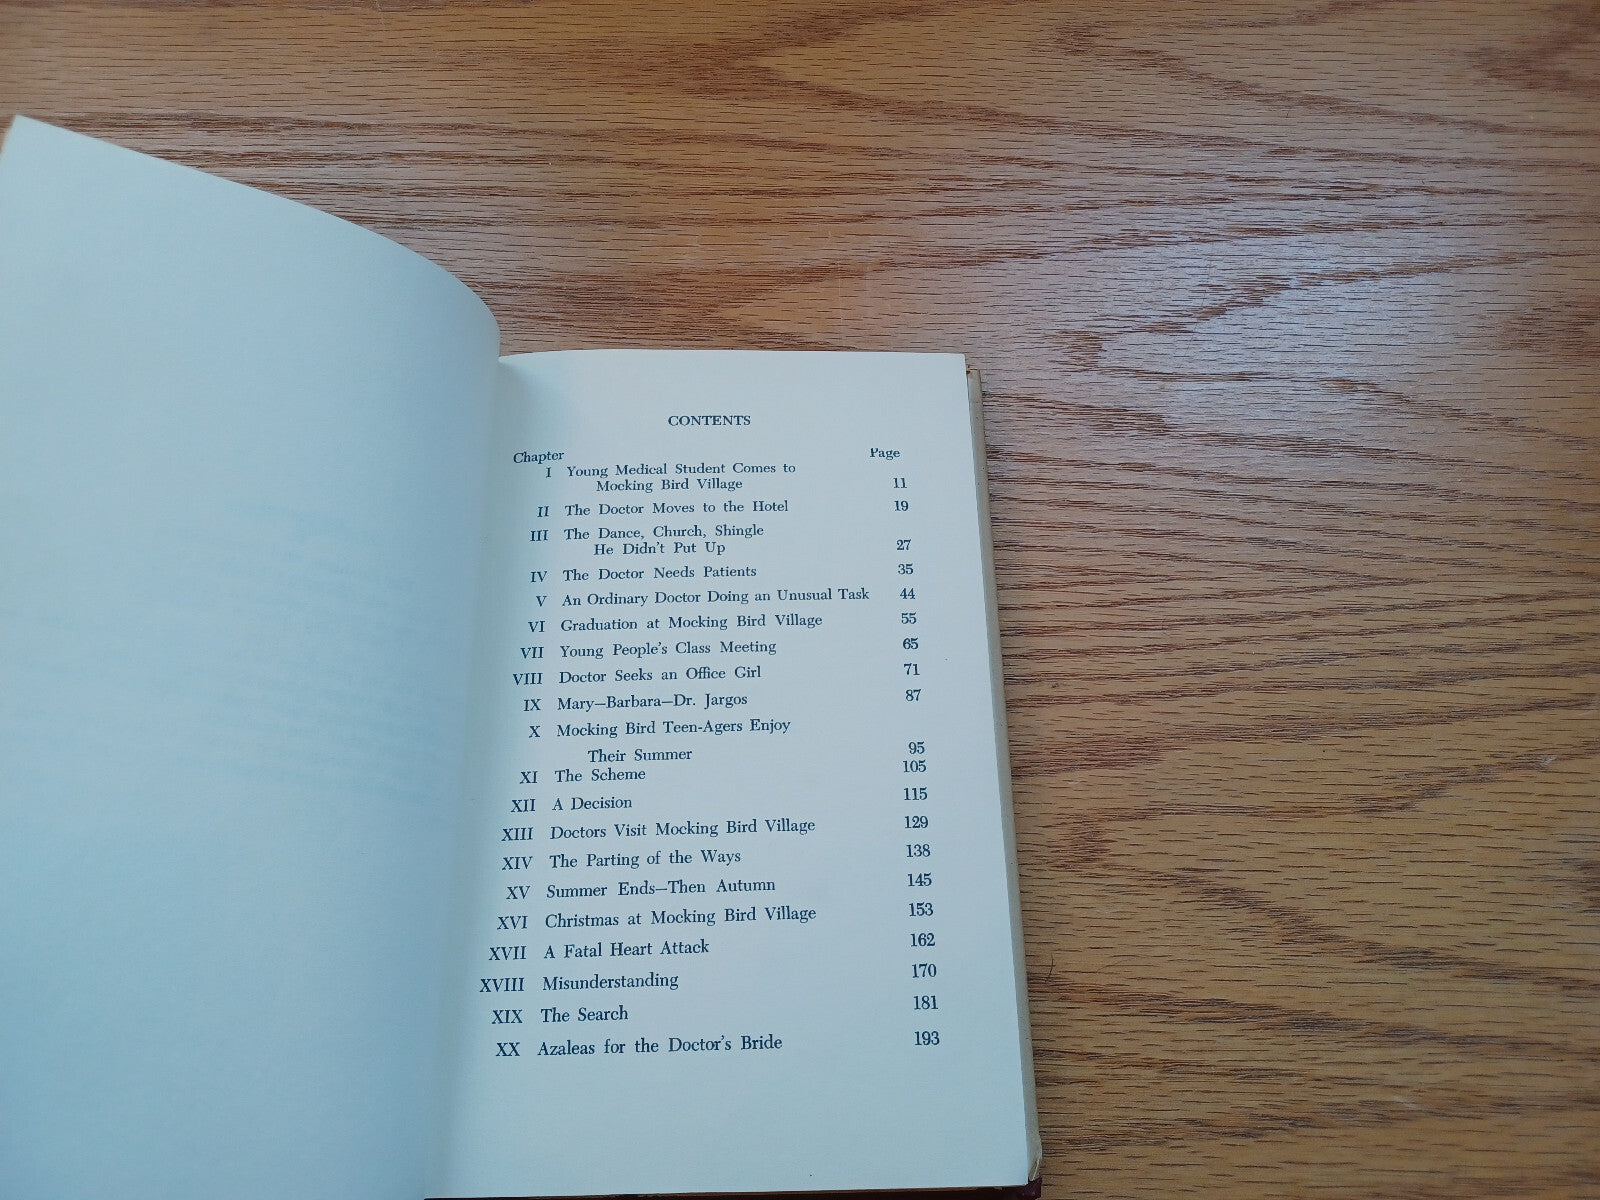 CONTENTS
Chapter Page
I Young Medical Student Comes to
Mocking Bird Village 11
II The Doctor Moves to the Hotel 19
III The Dance, Church, Shingle
He Didn't Put Up 27
IV The Doctor Needs Patients 35
V An Ordinary Doctor Doing an Unusual Task 44
VI Graduation at Mocking Bird Village 55
VII Young People's Class Meeting 65
VIII Doctor Seeks an Office Girl 71
IX Mary—Barbara—Dr. Jargos 87
X Mocking Bird Teen-Agers Enjoy
Their Summer 95
XI The Scheme 105
XII A Decision 115
XIII Doctors Visit Mocking Bird Village 129
XIV The Parting of the Ways 138
XV Summer Ends—Then Autumn 145
XVI Christmas at Mocking Bird Village 153
XVII A Fatal Heart Attack 162
XVIII Misunderstanding 170
XIX The Search 181
XX Azaleas for the Doctor's Bride 193